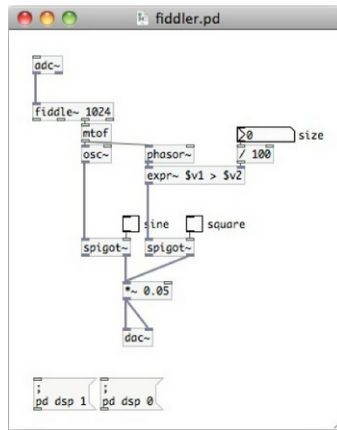 fiddler.pd
adc~
fiddle~ 1024
mtof
0 size
osc~ phasor~ / 100
expr~ $v1 > $v2
sine square
spigot~ spigot~
*~ 0.05
dac~
; ;
pd dsp 1 pd dsp 0